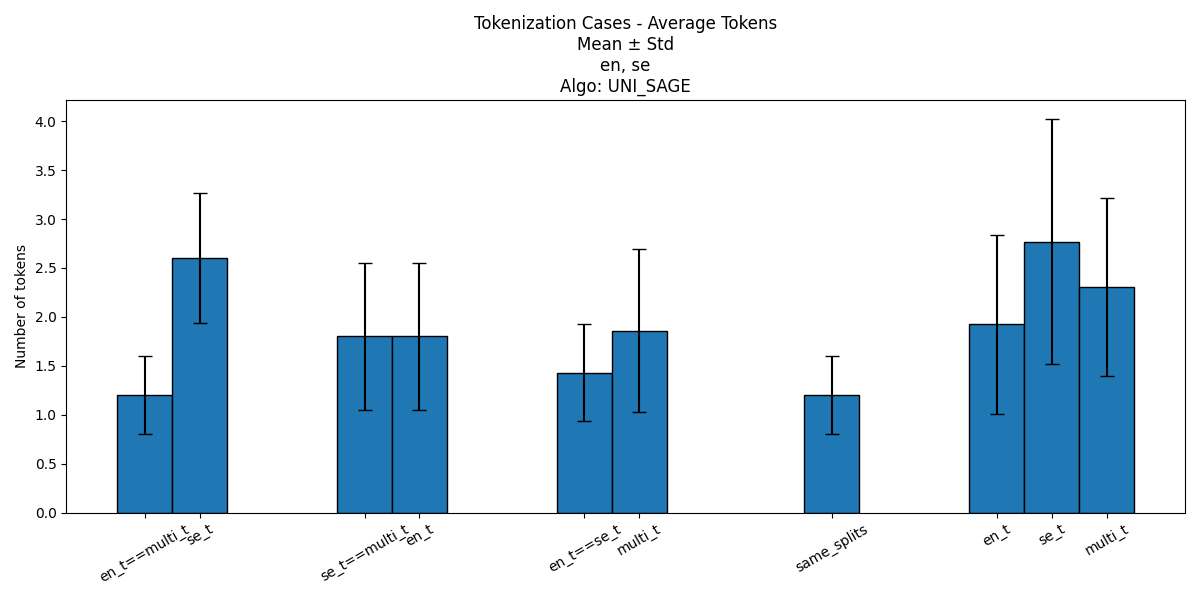 Tokenization Cases - Average Tokens
Mean ± Std
en, se
Algo: UNI_SAGE
Number of tokens
4.0
3.5
3.0
2.5
2.0
1.5
1.0
0.5
0.0
en_t==multi_t
se_t
se_t==multi_t
en_t
en_t==se_t
multi_t
same_splits
en_t
se_t
multi_t